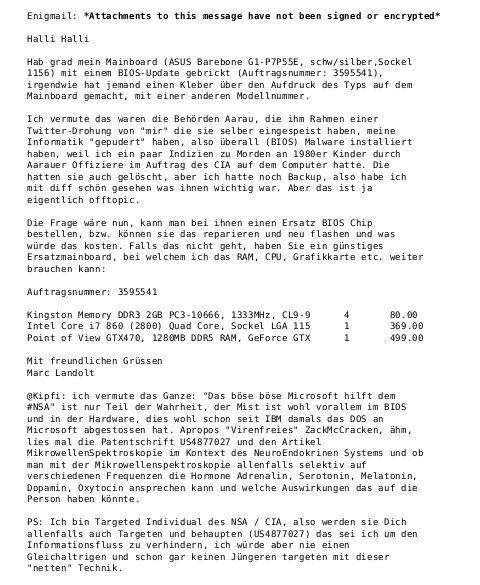 Enigmail: *Attachments to this message have not been signed or encrypted*
Halli Halli
Hab grad mein Mainboard (ASUS Barebone G1-P7P55E, schw/silber,Sockel
1156) mit einem BIOS-Update gebrickt (Auftragsnummer: 3595541),
irgendwie hat jemand einen Kleber über den Aufdruck des Typs auf dem
Mainboard gemacht, mit einer anderen Modellnummer.
Ich vermute das waren die Behörden Aarau, die ihm Rahmen einer
Twitter-Drohung von "mir" die sie selber eingespeist haben, meine
Informatik "gepudert" haben, also überall (BIOS) Malware installiert
haben, weil ich ein paar Indizien zu Morden an 1980er Kinder durch
Aarauer Offiziere im Auftrag des CIA auf dem Computer hatte. Die
hatten sie auch gelöscht, aber ich hatte noch Backup, also habe ich
mit diff schön gesehen was ihnen wichtig war. Aber das ist ja
eigentlich offtopic.
Die Frage wäre nun, kann man bei ihnen einen Ersatz BIOS Chip
bestellen, bzw. können sie das reparieren und neu flashen und was
würde das kosten. Falls das nicht geht, haben Sie ein günstiges
Ersatzmainboard, bei welchem ich das RAM, CPU, Grafikkarte etc. weiter
brauchen kann:
Auftragsnummer: 3595541
Kingston Memory DDR3 2GB PC3-10666, 1333MHz, CL9-9 4 80.00
Intel Core i7 860 (2800) Quad Core, Sockel LGA 115 1 369.00
Point of View GTX470, 1280MB DDR5 RAM, GeForce GTX 1 499.00
Mit freundlichen Grüssen
Marc Landolt
@Kipfi: ich vermute das Ganze: "Das böse böse Microsoft hilft dem
#NSA" ist nur Teil der Wahrheit, der Mist ist wohl vorallem im BIOS
und in der Hardware, dies wohl schon seit IBM damals das DOS an
Microsoft abgestossen hat. Apropos "Virenfreies" ZackMcCracken, ähm,
lies mal die Patentschrift US4877027 und den Artikel
MikrowellenSpektroskopie im Kontext des NeuroEndokrinen Systems und ob
man mit der Mikrowellenspektroskopie allenfalls selektiv auf
verschiedenen Frequenzen die Hormone Adrenalin, Serotonin, Melatonin,
Dopamin, Oxytocin ansprechen kann und welche Auswirkungen das auf die
Person haben könnte.
PS: Ich bin Targeted Individual des NSA / CIA, also werden sie Dich
allenfalls auch Targeten und behaupten (US4877027) das sei ich um den
Informationsfluss zu verhindern, ich würde aber nie einen
Gleichaltrigen und schon gar keinen Jüngeren targeten mit dieser
"netten" Technik.